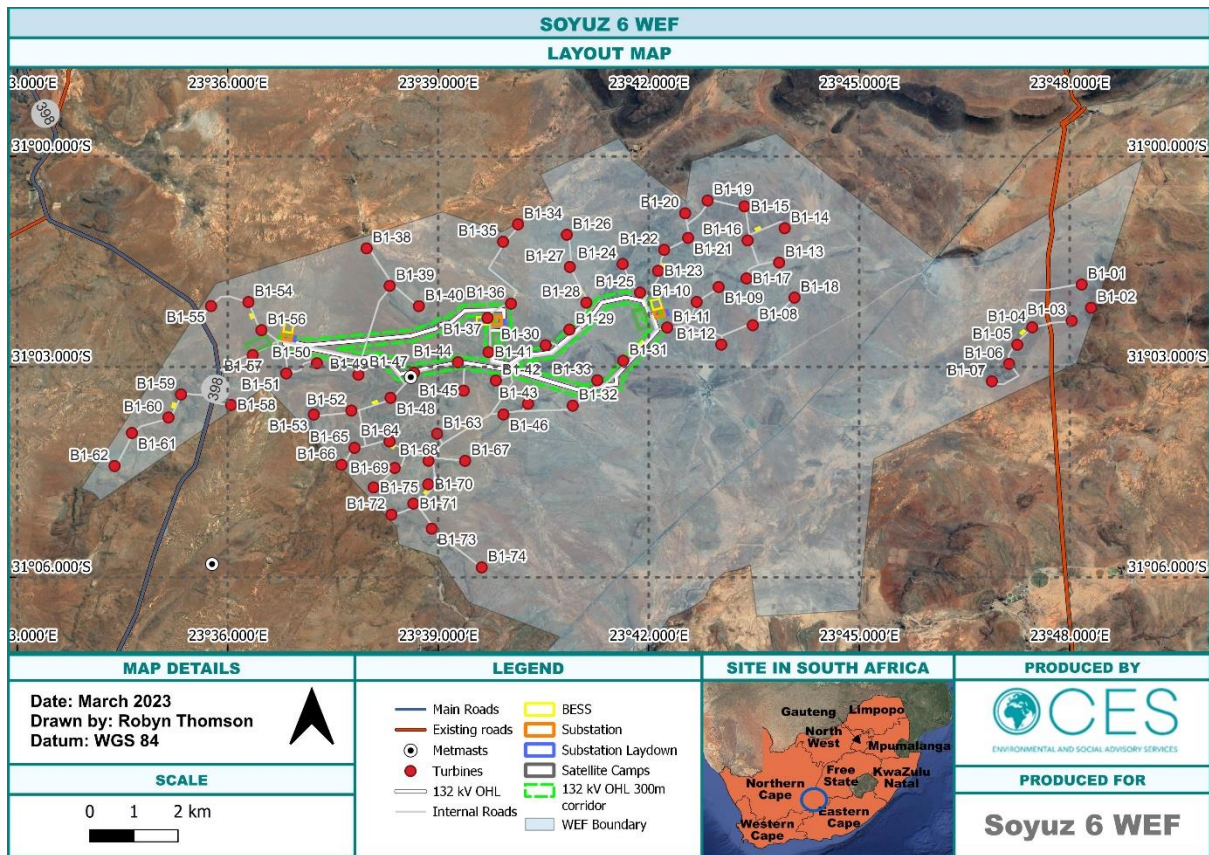 SOYUZ 6 WEF
LAYOUT MAP
3.000'E
23°36.000'E
23°39.000'E
23°42.000'E
23°45.000'E
23°48.000'E
398
31°00.000'S
31°00.000'S
B1-19
B1-20
B1-15
B1-14
B1-34
B1-26
B1-35
B1-22
B1-16
B1-38
B1-24
B1-21
B1-13
B1-27
B1-23
B1-39
B1-25
B1-17
B1-01
B1-10
B1-09
B1-18
B1-54
B1-36
B1-40
B1-28
B1-02
B1-55
B1-11
B1-03
B1-56
B1-37
B1-30
B1-29
B1-12
B1-08
B1-04
B1-05
31°03.000'S
B1-50
B1-44
B1-41
B1-31
B1-06
31°03.000'S
B1-57
B1-49
B1-47
B1-42
B1-33
B1-07
B1-59
B1-51
B1-45
B1-32
B1-60
B1-58
B1-52
B1-48
B1-43
B1-53
B1-63
B1-46
B1-61
B1-65
B1-64
B1-62
B1-66
B1-68
B1-67
B1-69
B1-70
B1-75
B1-72
B1-71
B1-73
B1-74
398
31°06.000'S
31°06.000'S
3.000'E
23°36.000'E
23°39.000'E
23°42.000'E
23°45.000'E
23°48.000'E
MAP DETAILS
Date: March 2023
Drawn by: Robyn Thomson
Datum: WGS 84
SCALE
0 1 2 km
LEGEND
Main Roads
Existing roads
Metmasts
Turbines
132 kV OHL
Internal Roads
BESS
Substation
Substation Laydown
Satellite Camps
132 kV OHL 300m
corridor
WEF Boundary
SITE IN SOUTH AFRICA
Limpopo
Gauteng
North
West
Mpumalanga
Free
State
KwaZulu
Natal
Northern
Cape
Eastern
Cape
Western
Cape
PRODUCED BY
CES
ENVIRONMENTAL AND SOCIAL ADVISORY SERVICES
PRODUCED FOR
Soyuz 6 WEF